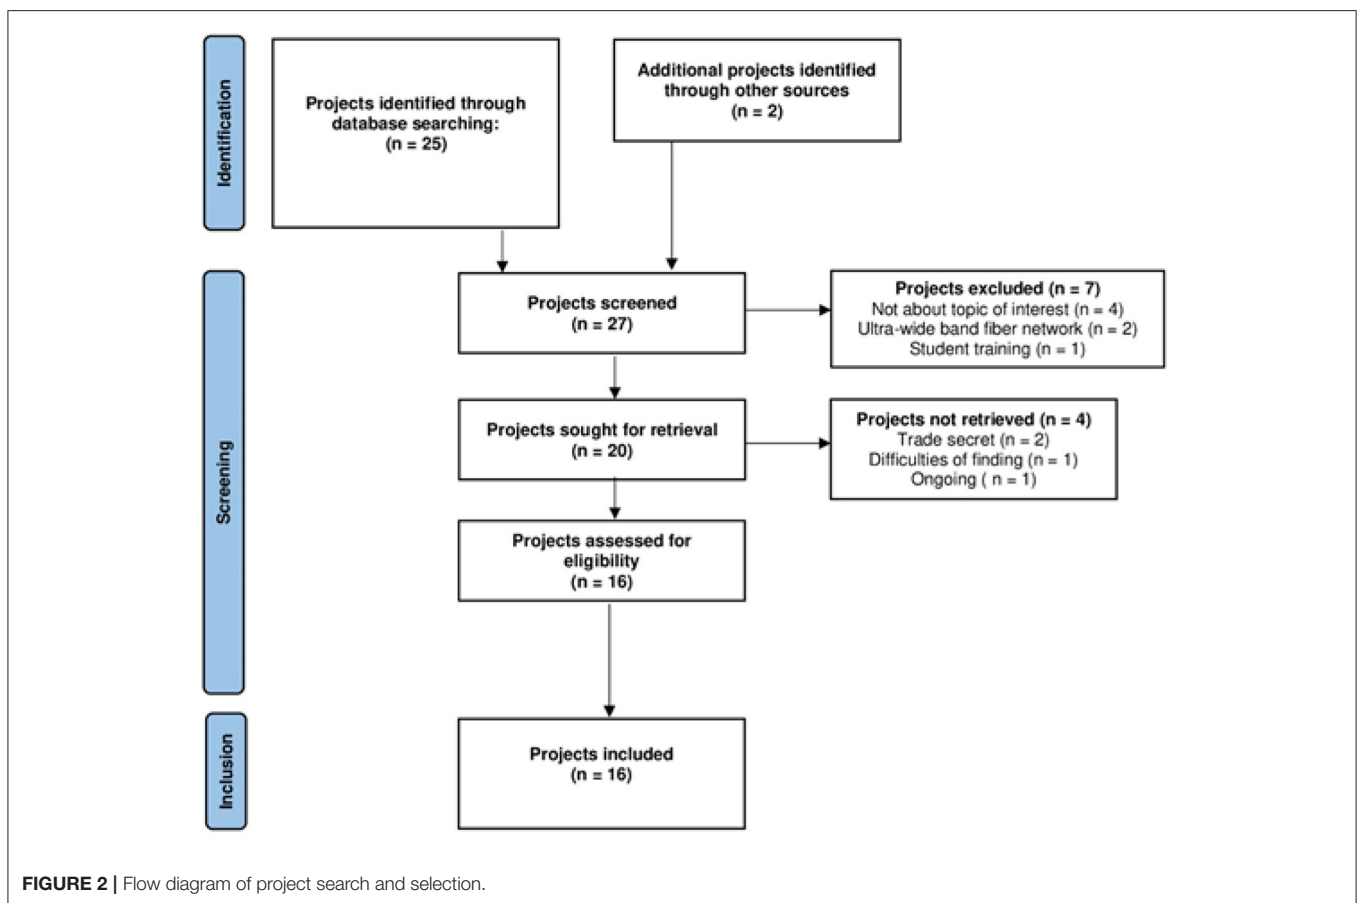 Identification
Projects identified through
database searching:
(n = 25)
Additional projects identified
through other sources
(n = 2)
Screening
Projects screened
(n = 27)
Projects excluded (n = 7)
Not about topic of interest (n = 4)
Ultra-wide band fiber network (n = 2)
Student training (n = 1)
Projects sought for retrieval
(n = 20)
Projects not retrieved (n = 4)
Trade secret (n = 2)
Difficulties of finding (n = 1)
Ongoing ( n = 1)
Projects assessed for
eligibility
(n = 16)
Inclusion
Projects included
(n = 16)
FIGURE 2 | Flow diagram of project search and selection.